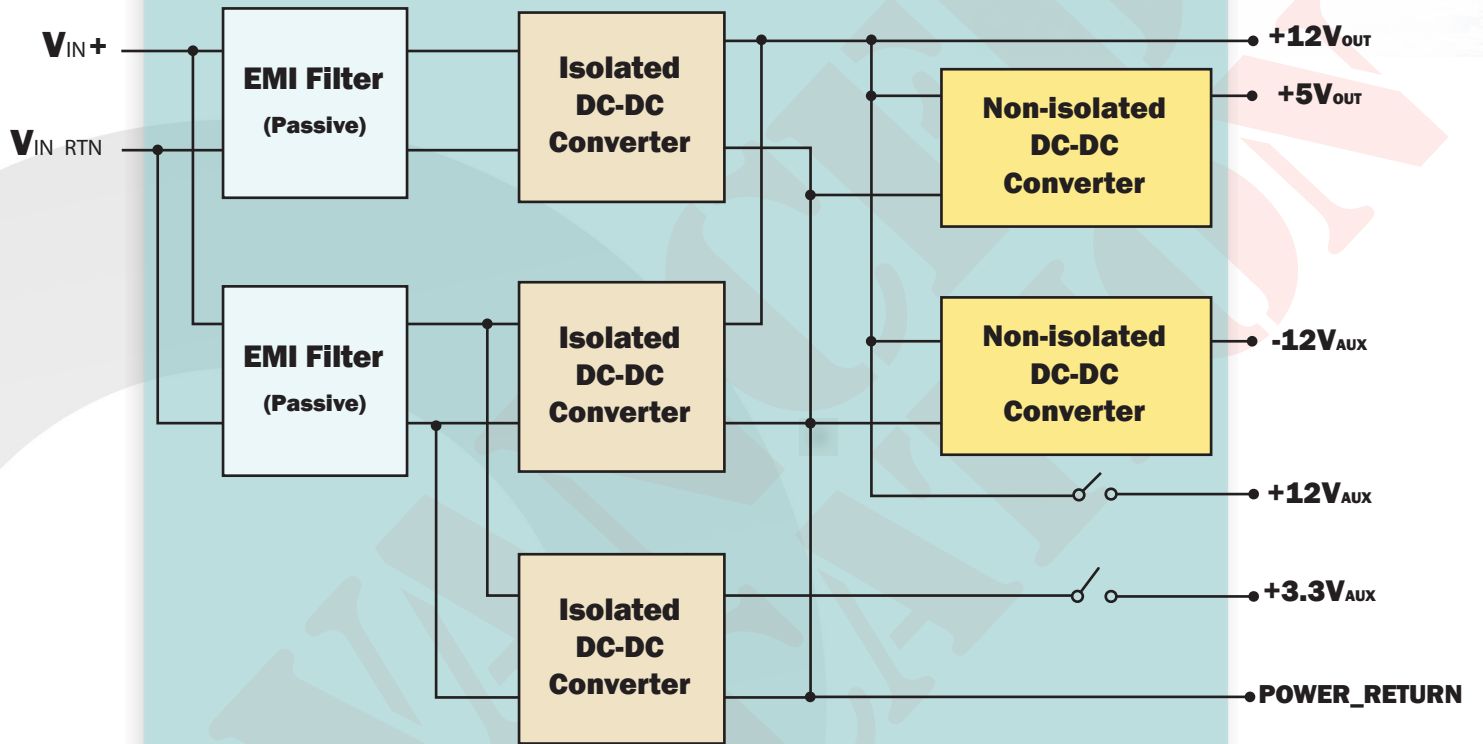 VIN+
VIN RTN
EMI Filter
(Passive)
Isolated
DC-DC
Converter
+12VOUT
Non-isolated
DC-DC
Converter
+5VOUT
EMI Filter
(Passive)
Isolated
DC-DC
Converter
Non-isolated
DC-DC
Converter
-12VAUX
+12VAUX
Isolated
DC-DC
Converter
+3.3VAUX
POWER_RETURN